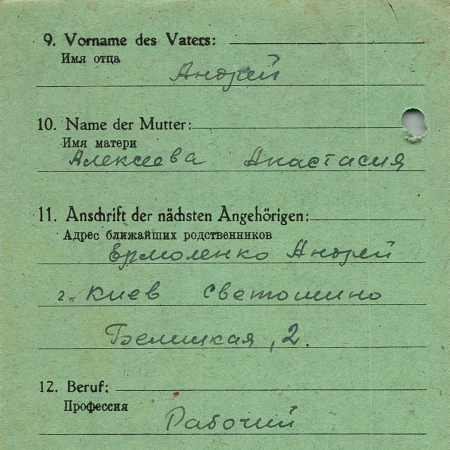 9. Vorname des Vaters:
Имя отца
Андрей
10. Name der Mutter:
Имя матери
Алексеева Анастасия
11. Anschrift der nächsten Angehörigen:
Адрес ближайших родственников
Ермоленко Андрей
г. Киев Светошино
Белицкая, 2.
12. Beruf:
Профессия
Рабочий